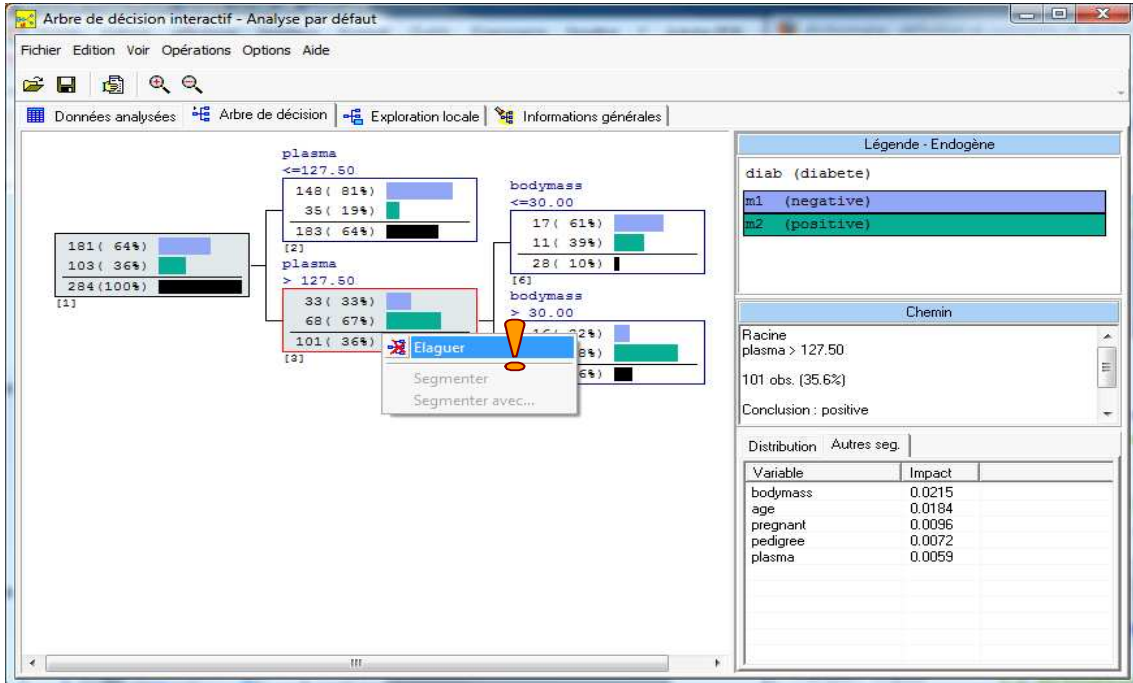 Arbre de décision interactif - Analyse par défaut
Fichier Edition Voir Opérations Options Aide
Données analysées Arbre de décision Exploration locale Informations générales
181( 64%)
103( 36%)
284(100%)
[1]
plasma
<=127.50
148( 81%)
35( 19%)
183( 64%)
[2]
plasma
> 127.50
33( 33%)
68( 67%)
101( 36%)
[3]
bodymass
<=30.00
17( 61%)
11( 39%)
28( 10%)
[6]
bodymass
> 30.00
16( 22%)
8%)
6%)
Elaguer
Segmenter
Segmenter avec...
!
Légende - Endogène
diab (diabete)
m1 (negative)
m2 (positive)
Chemin
Racine
plasma > 127.50
101 obs. (35.6%)
Conclusion : positive
Distribution Autres seg.
Variable Impact
bodymass 0.0215
age 0.0184
pregnant 0.0096
pedigree 0.0072
plasma 0.0059